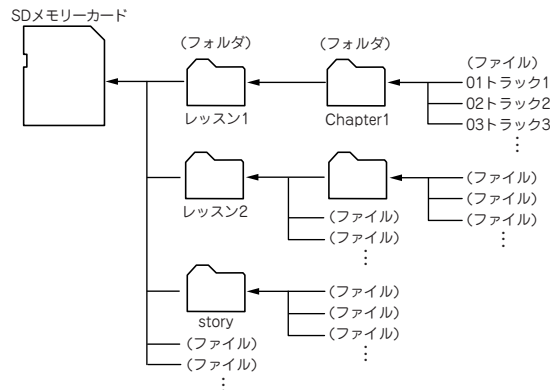 SDメモリーカード
(フォルダ)
(フォルダ)
(ファイル)
01トラック1
02トラック2
03トラック3
⋮
レッスン1
Chapter1
(ファイル)
(ファイル)
(ファイル)
⋮
レッスン2
(ファイル)
(ファイル)
⋮
(ファイル)
(ファイル)
(ファイル)
⋮
story
(ファイル)
(ファイル)
⋮